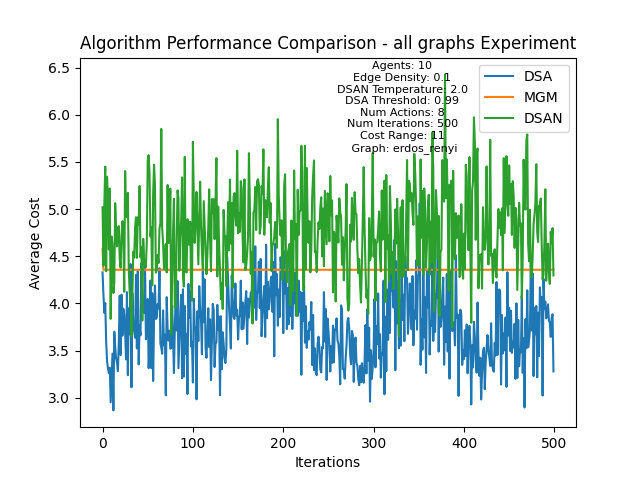 Algorithm Performance Comparison - all graphs Experiment
Agents: 10
Edge Density: 0.1
DSAN Temperature: 2.0
DSA Threshold: 0.99
Num Actions: 8
Num Iterations: 500
Cost Range: 11
Graph: erdos_renyi
DSA
MGM
DSAN
Average Cost
6.5
6.0
5.5
5.0
4.5
4.0
3.5
3.0
0 100 200 300 400 500
Iterations